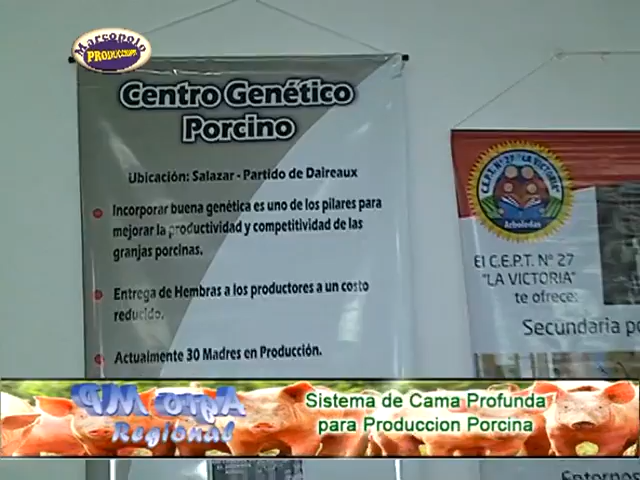 Marcopolo
PRODUCCIONES
Centro Genético
Porcino
Ubicación: Salazar - Partido de Daireaux
Incorporar buena genética es uno de los pilares para
mejorar la productividad y competitividad de las
granjas porcinas.
Entrega de Hembras a los productores a un costo
reducido.
Actualmente 30 Madres en Producción.
C.E.P.T. Nº 27 "LA VICTORIA"
Arboledas
El C.E.P.T. Nº 27
"LA VICTORIA"
te ofrece:
Secundaria
Entornos
Agro MP
Regional
Sistema de Cama Profunda
para Produccion Porcina